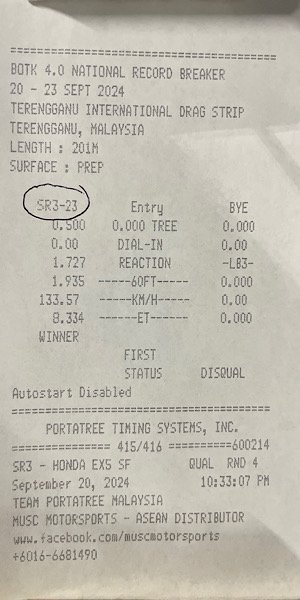 ========================================
BOTK 4.0 NATIONAL RECORD BREAKER
20 - 23 SEPT 2024
TERENGGANU INTERNATIONAL DRAG STRIP
TERENGGANU, MALAYSIA
LENGTH : 201M
SURFACE : PREP
SR3-23 Entry BYE
0.500 0.000 TREE 0.000
0.00 DIAL-IN 0.00
1.727 REACTION -LB3-
1.935 -----60FT----- 0.000
133.57 -----KM/H----- 0.00
8.334 ------ET------ 0.000
WINNER
FIRST
STATUS DISQUAL
Autostart Disabled
========================================
PORTATREE TIMING SYSTEMS, INC.
=============== 415/416 ==========600214
SR3 - HONDA EX5 SF QUAL RND 4
September 20, 2024 10:33:07 PM
TEAM PORTATREE MALAYSIA
MUSC MOTORSPORTS - ASEAN DISTRIBUTOR
www.facebook.com/muscmotorsports
+6016-6681490